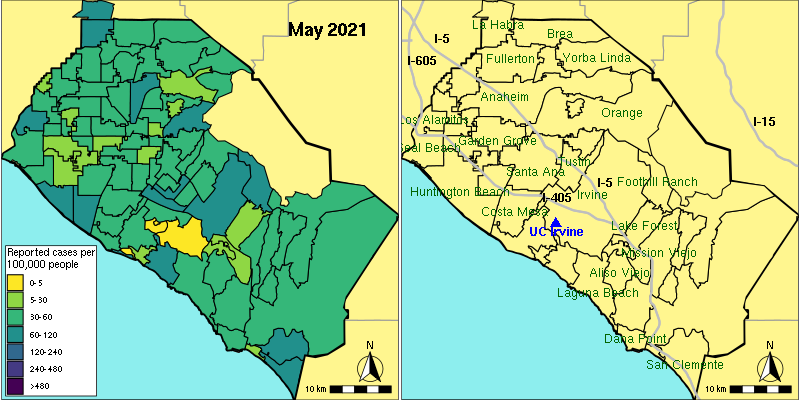 May 2021
Reported cases per
100,000 people
0-5
5-30
30-60
60-120
120-240
240-480
>480
N
10 km
La Habra
Brea
I-5
I-605
Fullerton
Yorba Linda
Anaheim
Orange
I-15
Los Alamitos
Seal Beach
Garden Grove
Tustin
Santa Ana
I-5
Foothill Ranch
Huntington Beach
I-405
Irvine
Costa Mesa
UC Irvine
Lake Forest
Mission Viejo
Aliso Viejo
Laguna Beach
Dana Point
San Clemente
N
10 km